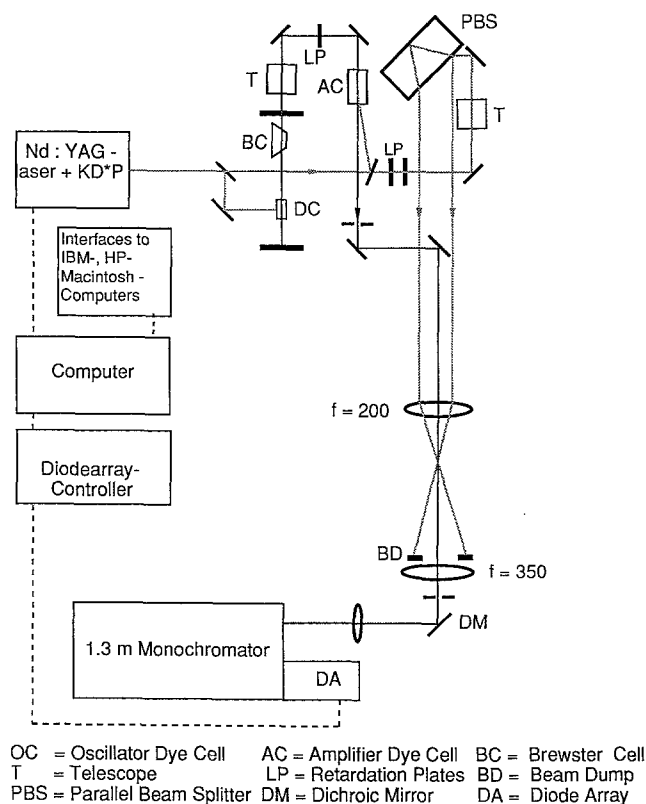 PBS
LP
T
AC
T
BC
LP
Nd : YAG -
aser + KD*P
DC
Interfaces to
IBM-, HP-
Macintosh -
Computers
Computer
f = 200
Diodearray-
Controller
BD
f = 350
DM
1.3 m Monochromator
DA
OC = Oscillator Dye Cell AC = Amplifier Dye Cell BC = Brewster Cell
T = Telescope LP = Retardation Plates BD = Beam Dump
PBS = Parallel Beam Splitter DM = Dichroic Mirror DA = Diode Array